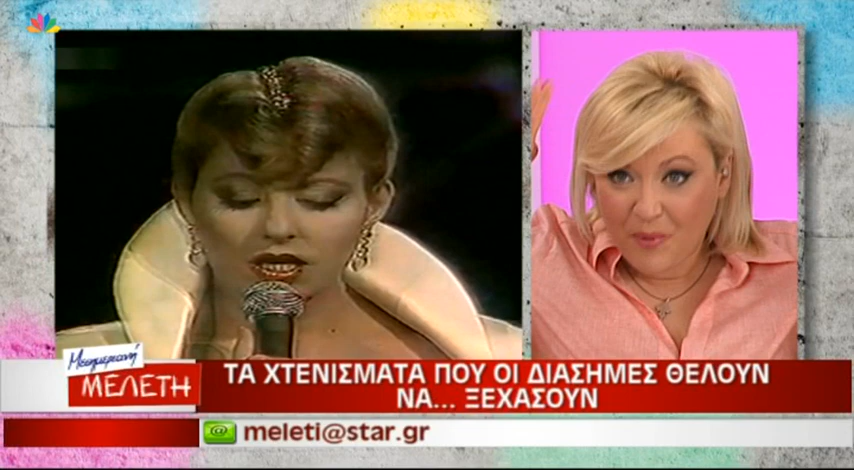 Μεσημεριανή
ΜΕΛΕΤΗ
ΤΑ ΧΤΕΝΙΣΜΑΤΑ ΠΟΥ ΟΙ ΔΙΑΣΗΜΕΣ ΘΕΛΟΥΝ
ΝΑ... ΞΕΧΑΣΟΥΝ
@ meleti@star.gr